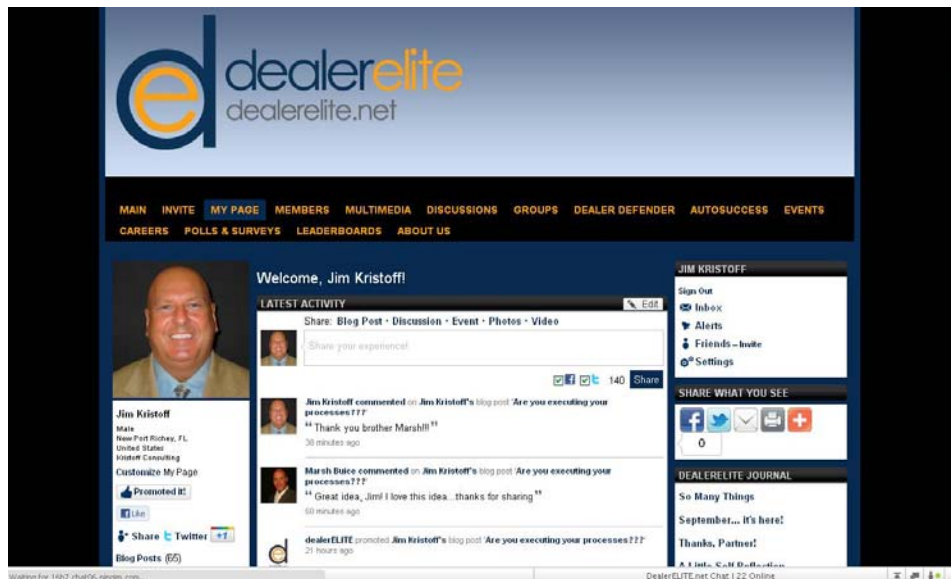 dealerelite
dealerelite.net
MAIN INVITE MY PAGE MEMBERS MULTIMEDIA DISCUSSIONS GROUPS DEALER DEFENDER AUTOSUCCESS EVENTS
CAREERS POLLS & SURVEYS LEADERBOARDS ABOUT US
Jim Kristoff
Male
New Port Richey, FL
United States
Kristoff Consulting
Customize My Page
Promoted it!
Like
Share Twitter +1
Blog Posts (65)
Welcome, Jim Kristoff!
LATEST ACTIVITY Edit
Share: Blog Post · Discussion · Event · Photos · Video
Share your experience!
140 Share
Jim Kristoff commented on Jim Kristoff's blog post 'Are you executing your
processes???'
“ Thank you brother Marsh!!! ”
38 minutes ago
Marsh Buice commented on Jim Kristoff's blog post 'Are you executing your
processes???'
“ Great idea, Jim! I love this idea...thanks for sharing ”
dealerELITE promoted Jim Kristoff's blog post 'Are you executing your processes???'
21 hours ago
JIM KRISTOFF
Sign Out
Inbox
Alerts
Friends – Invite
Settings
SHARE WHAT YOU SEE
0
DEALERELITE JOURNAL
So Many Things
September... it's here!
Thanks, Partner!
A Little Self Reflection
DealerELITE.net Chat | 22 Online